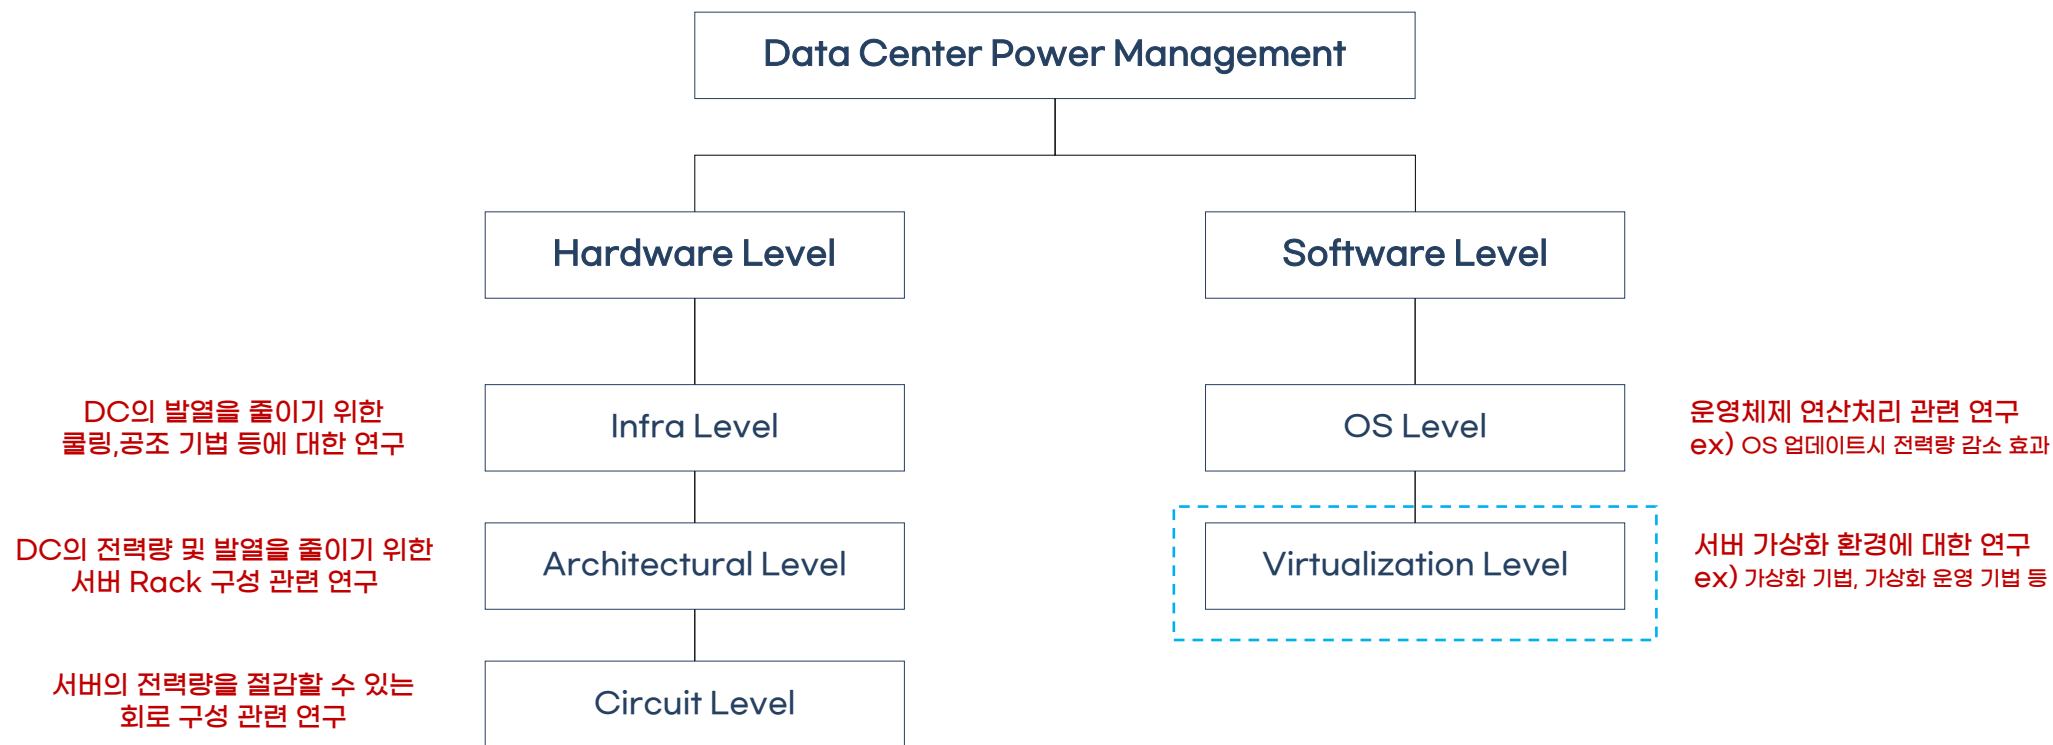 Data Center Power Management
Hardware Level
Software Level
DC의 발열을 줄이기 위한
쿨링,공조 기법 등에 대한 연구
Infra Level
OS Level
운영체제 연산처리 관련 연구
ex) OS 업데이트시 전력량 감소 효과
DC의 전력량 및 발열을 줄이기 위한
서버 Rack 구성 관련 연구
Architectural Level
Virtualization Level
서버 가상화 환경에 대한 연구
ex) 가상화 기법, 가상화 운영 기법 등
서버의 전력량을 절감할 수 있는
회로 구성 관련 연구
Circuit Level